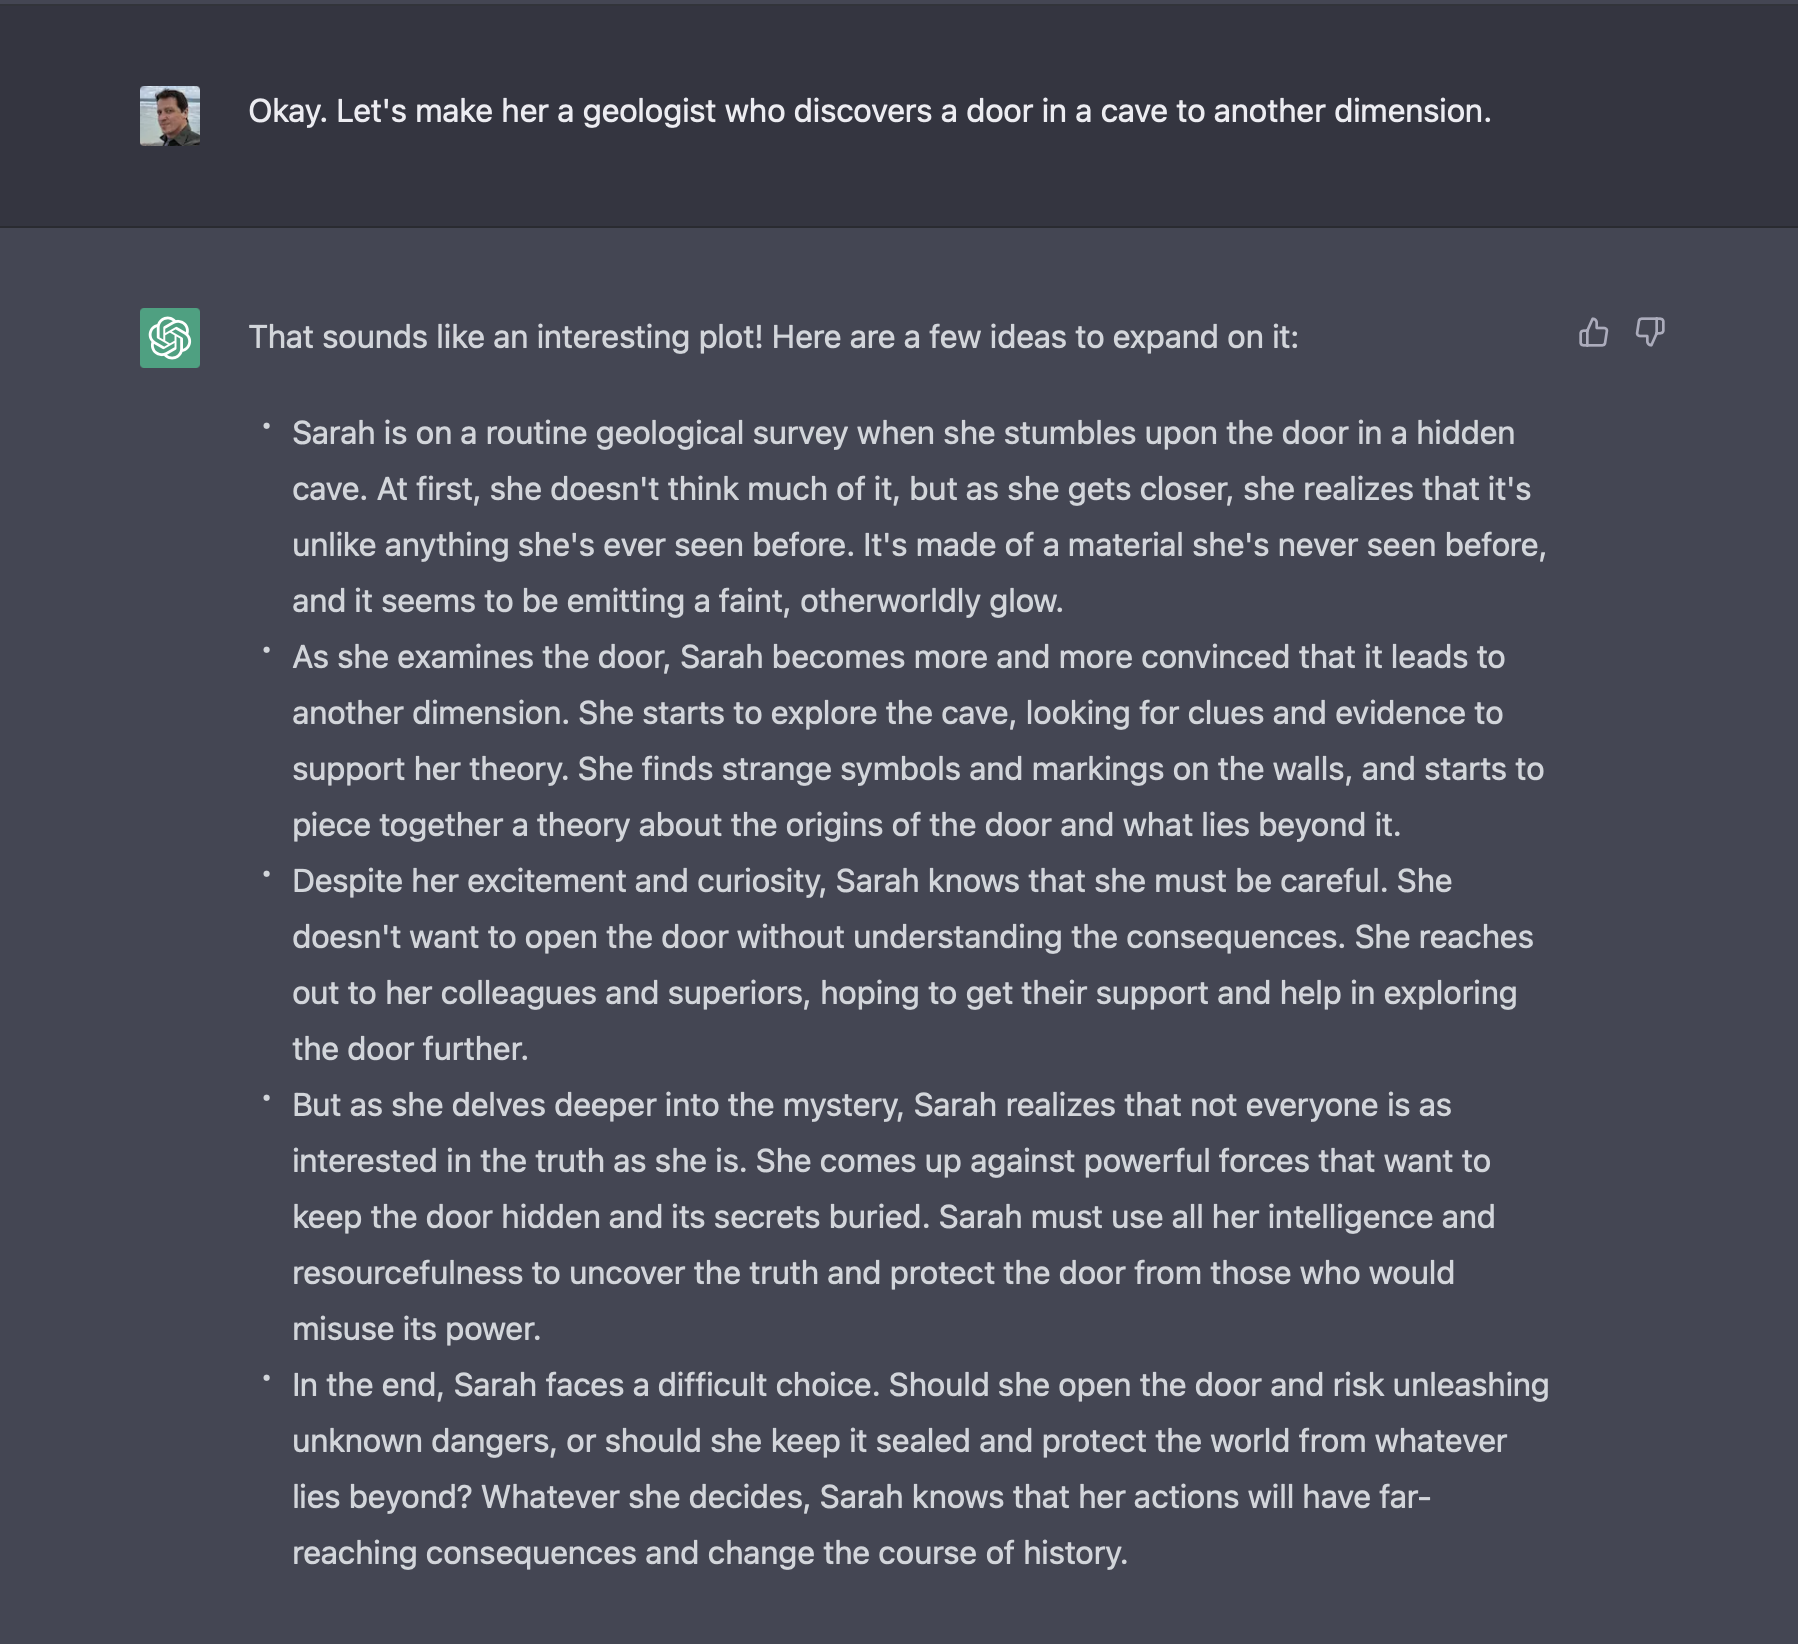 Okay. Let's make her a geologist who discovers a door in a cave to another dimension.
That sounds like an interesting plot! Here are a few ideas to expand on it:
• Sarah is on a routine geological survey when she stumbles upon the door in a hidden
cave. At first, she doesn't think much of it, but as she gets closer, she realizes that it's
unlike anything she's ever seen before. It's made of a material she's never seen before,
and it seems to be emitting a faint, otherworldly glow.
• As she examines the door, Sarah becomes more and more convinced that it leads to
another dimension. She starts to explore the cave, looking for clues and evidence to
support her theory. She finds strange symbols and markings on the walls, and starts to
piece together a theory about the origins of the door and what lies beyond it.
• Despite her excitement and curiosity, Sarah knows that she must be careful. She
doesn't want to open the door without understanding the consequences. She reaches
out to her colleagues and superiors, hoping to get their support and help in exploring
the door further.
• But as she delves deeper into the mystery, Sarah realizes that not everyone is as
interested in the truth as she is. She comes up against powerful forces that want to
keep the door hidden and its secrets buried. Sarah must use all her intelligence and
resourcefulness to uncover the truth and protect the door from those who would
misuse its power.
• In the end, Sarah faces a difficult choice. Should she open the door and risk unleashing
unknown dangers, or should she keep it sealed and protect the world from whatever
lies beyond? Whatever she decides, Sarah knows that her actions will have far-
reaching consequences and change the course of history.